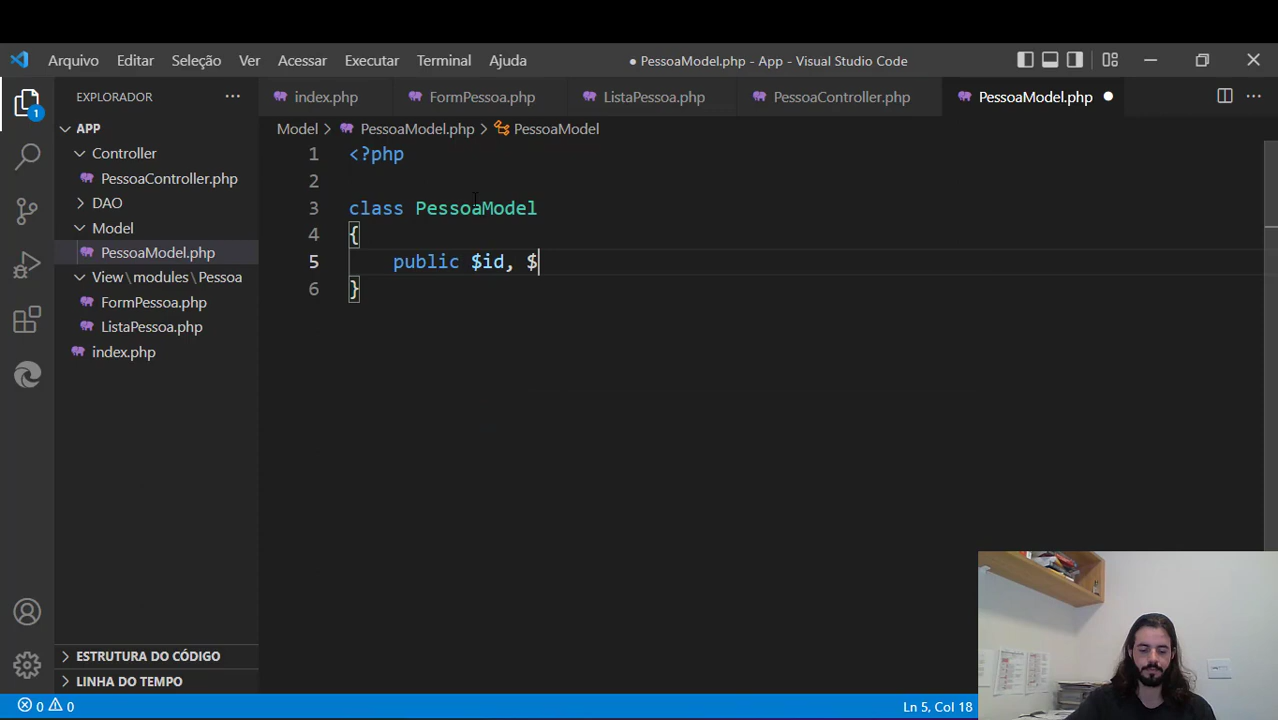 Arquivo Editar Seleção Ver Acessar Executar Terminal Ajuda ● PessoaModel.php - App - Visual Studio Code
EXPLORADOR
index.php FormPessoa.php ListaPessoa.php PessoaController.php PessoaModel.php
Model > PessoaModel.php > PessoaModel
APP
Controller
PessoaController.php
DAO
Model
PessoaModel.php
View\modules\Pessoa
FormPessoa.php
ListaPessoa.php
index.php
1 <?php
2
3 class PessoaModel
4 {
5 public $id, $
6 }
1
ESTRUTURA DO CÓDIGO
LINHA DO TEMPO
0 0 Ln 5, Col 18